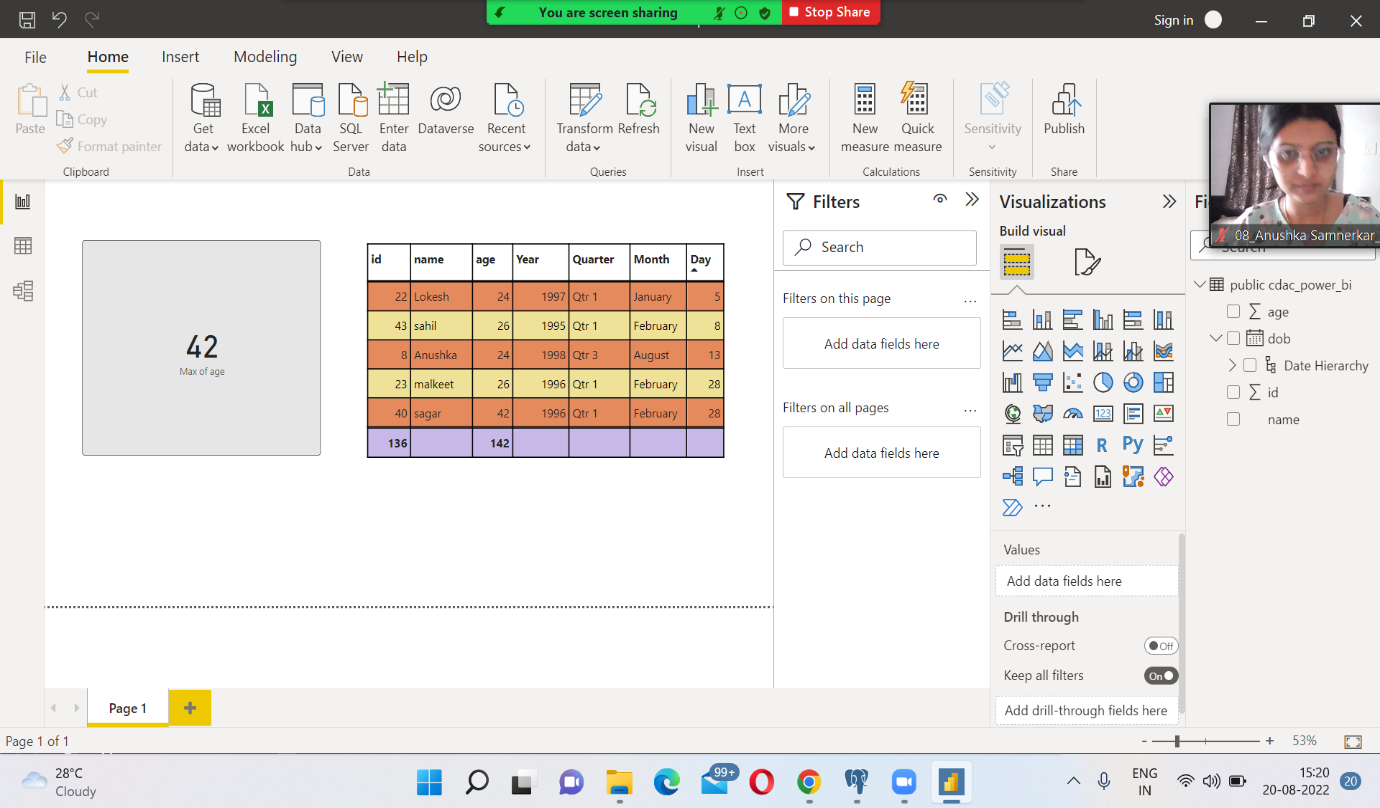 You are screen sharing
Stop Share
Sign in
File Home Insert Modeling View Help
Paste
Cut
Copy
Format painter
Clipboard
Get data
Excel workbook
Data hub
SQL Server
Enter data
Dataverse
Recent sources
Data
Transform data
Refresh
Queries
New visual
Text box
More visuals
Insert
New measure
Quick measure
Calculations
Sensitivity
Sensitivity
Publish
Share
08_Anushka Samnerkar_
42
Max of age
id name age Year Quarter Month Day
22 Lokesh 24 1997 Qtr 1 January 5
43 sahil 26 1995 Qtr 1 February 8
8 Anushka 24 1998 Qtr 3 August 13
23 malkeet 26 1996 Qtr 1 February 28
40 sagar 42 1996 Qtr 1 February 28
136 142
Filters
Search
Filters on this page ...
Add data fields here
Filters on all pages ...
Add data fields here
Visualizations
Build visual
123
R
Py
...
Values
Add data fields here
Drill through
Cross-report
Off
Keep all filters
On
Add drill-through fields here
Search
public cdac_power_bi
∑ age
dob
Date Hierarchy
∑ id
name
Page 1
Page 1 of 1
- + 53%
28°C
Cloudy
99+
ENG
IN
15:20
20-08-2022
20